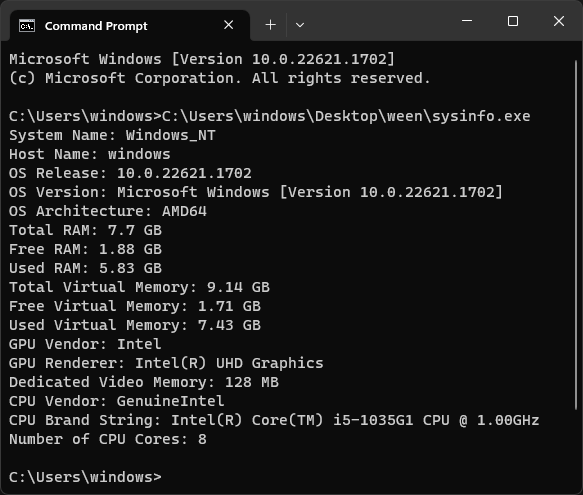 Command Prompt
Microsoft Windows [Version 10.0.22621.1702]
(c) Microsoft Corporation. All rights reserved.
C:\Users\windows>C:\Users\windows\Desktop\ween\sysinfo.exe
System Name: Windows_NT
Host Name: windows
OS Release: 10.0.22621.1702
OS Version: Microsoft Windows [Version 10.0.22621.1702]
OS Architecture: AMD64
Total RAM: 7.7 GB
Free RAM: 1.88 GB
Used RAM: 5.83 GB
Total Virtual Memory: 9.14 GB
Free Virtual Memory: 1.71 GB
Used Virtual Memory: 7.43 GB
GPU Vendor: Intel
GPU Renderer: Intel(R) UHD Graphics
Dedicated Video Memory: 128 MB
CPU Vendor: GenuineIntel
CPU Brand String: Intel(R) Core(TM) i5-1035G1 CPU @ 1.00GHz
Number of CPU Cores: 8
C:\Users\windows>